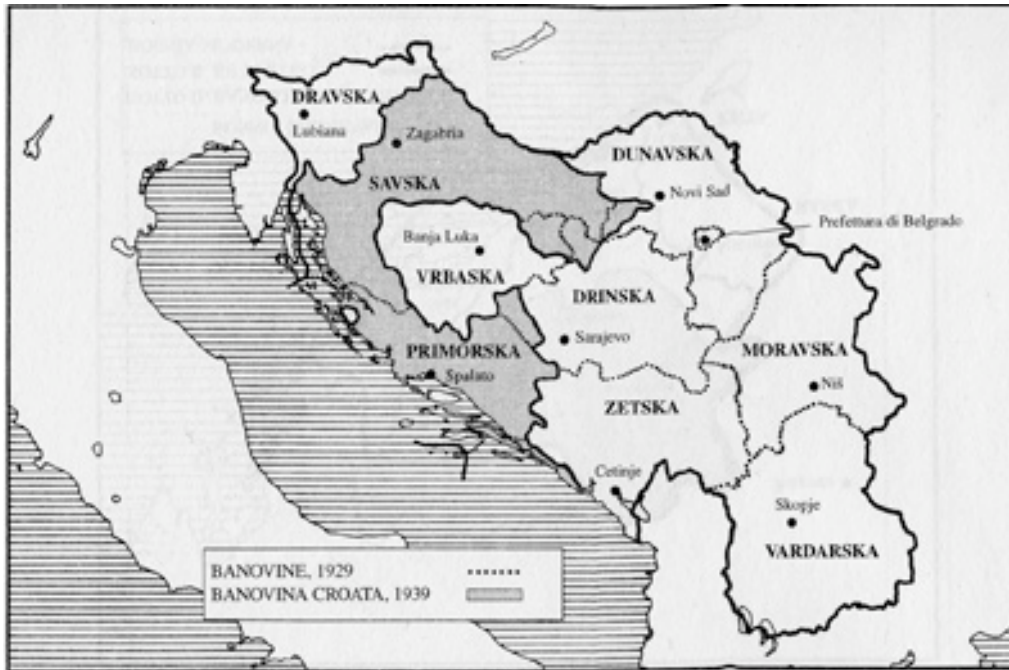 DRAVSKA
Lubiana
Zagabria
SAVSKA
DUNAVSKA
Novi Sad
Prefettura di Belgrado
Banja Luka
VRBASKA
DRINSKA
Sarajevo
PRIMORSKA
Spalato
MORAVSKA
Niš
ZETSKA
Cetinje
Skopje
VARDARSKA
BANOVINE, 1929
BANOVINA CROATA, 1939